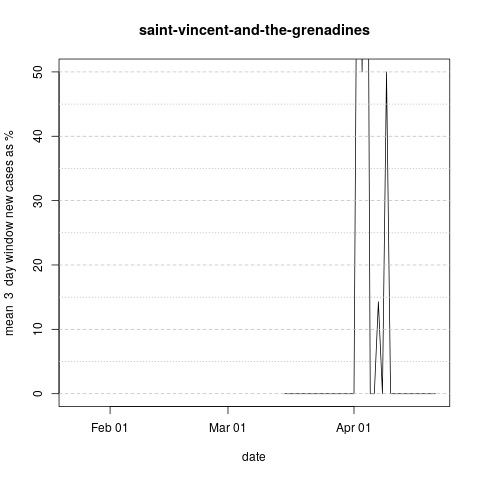 saint-vincent-and-the-grenadines
mean 3 day window new cases as %
50
40
30
20
10
0
Feb 01
Mar 01
Apr 01
date